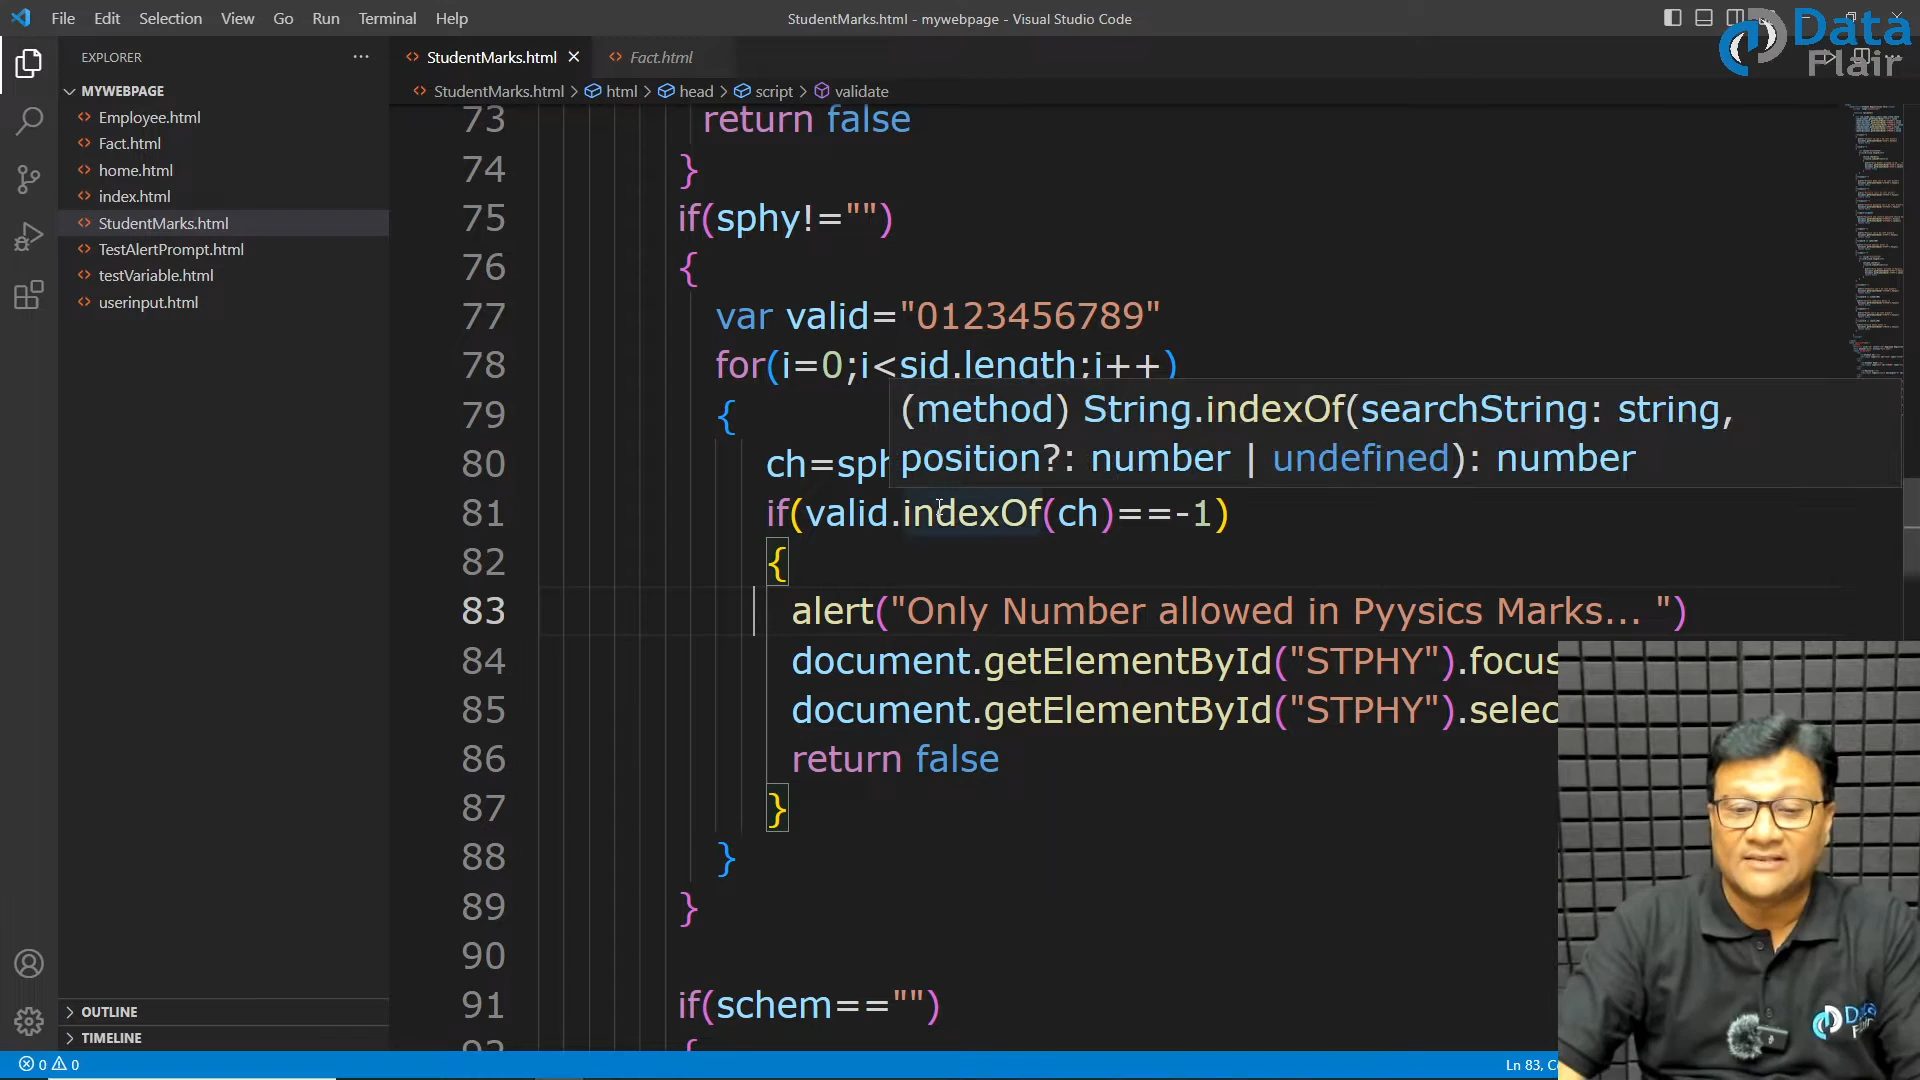 File Edit Selection View Go Run Terminal Help
StudentMarks.html - mywebpage - Visual Studio Code
Data
Flair
EXPLORER
MYWEBPAGE
Employee.html
Fact.html
home.html
index.html
StudentMarks.html
TestAlertPrompt.html
testVariable.html
userinput.html
OUTLINE
TIMELINE
StudentMarks.html
Fact.html
StudentMarks.html > html > head > script > validate
73 return false
74 }
75 if(sphy!="")
76 {
77 var valid="0123456789"
78 for(i=0;i<sid.length;i++)
79 {
(method) String.indexOf(searchString: string,
position?: number | undefined): number
80 ch=sph
81 if(valid.indexOf(ch)==-1)
82 {
83 alert("Only Number allowed in Pyysics Marks... ")
84 document.getElementById("STPHY").focus
85 document.getElementById("STPHY").selec
86 return false
87 }
88 }
89 }
90
91 if(schem=="")
92 {
0 0
Ln 83, C